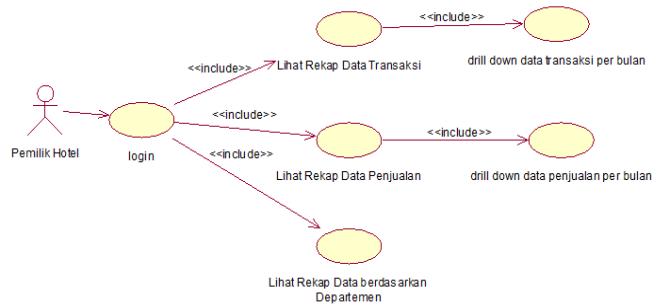 <<include>>
Lihat Rekap Data Transaksi
drill down data transaksi per bulan
<<include>>
Pemilik Hotel
login
<<include>>
<<include>>
Lihat Rekap Data Penjualan
drill down data penjualan per bulan
<<include>>
Lihat Rekap Data berdasarkan
Departemen